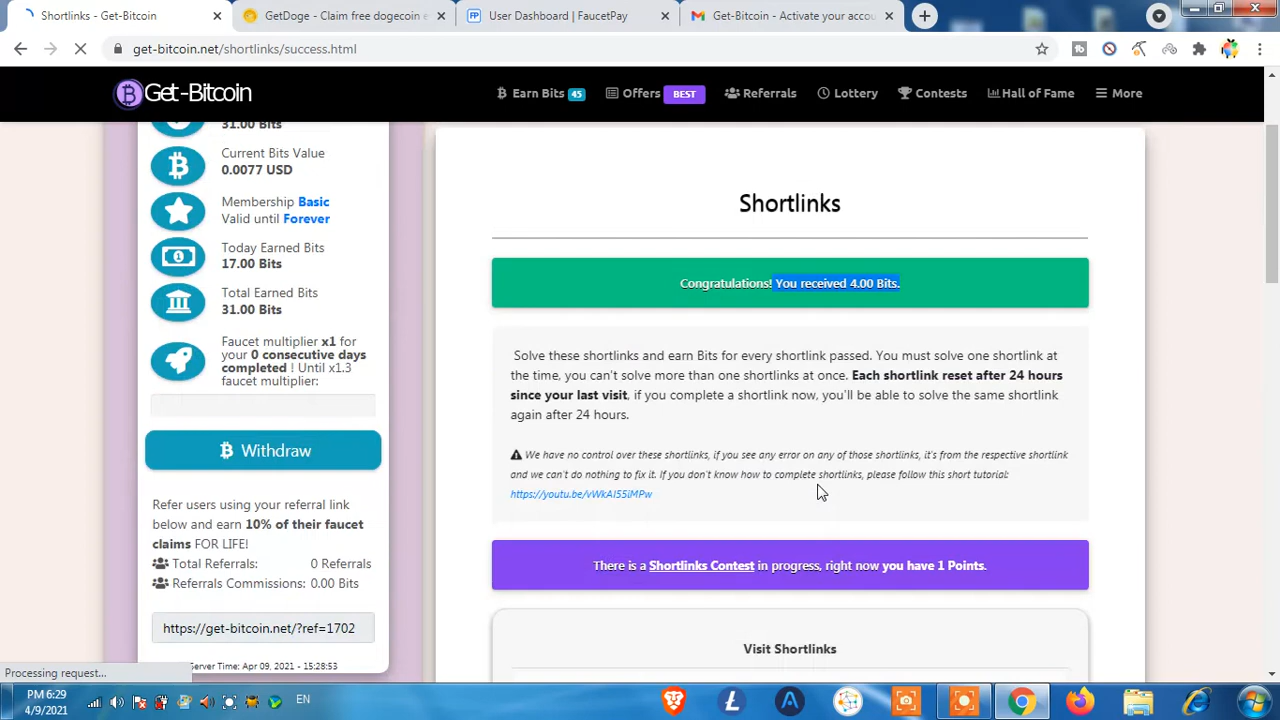 Shortlinks - Get-Bitcoin
GetDoge - Claim free dogecoin e
FP User Dashboard | FaucetPay
Get-Bitcoin - Activate your accou
get-bitcoin.net/shortlinks/success.html
Get-Bitcoin
Earn Bits 45
Offers BEST
Referrals
Lottery
Contests
Hall of Fame
More
31.00 Bits
Current Bits Value
0.0077 USD
Membership Basic
Valid until Forever
Today Earned Bits
17.00 Bits
Total Earned Bits
31.00 Bits
Faucet multiplier x1 for
your 0 consecutive days
completed ! Until x1.3
faucet multiplier:
Withdraw
Refer users using your referral link
below and earn 10% of their faucet
claims FOR LIFE!
Total Referrals: 0 Referrals
Referrals Commissions: 0.00 Bits
https://get-bitcoin.net/?ref=1702
Server Time: Apr 09, 2021 - 15:28:53
Shortlinks
Congratulations! You received 4.00 Bits.
Solve these shortlinks and earn Bits for every shortlink passed. You must solve one shortlink at
the time, you can't solve more than one shortlinks at once. Each shortlink reset after 24 hours
since your last visit, if you complete a shortlink now, you'll be able to solve the same shortlink
again after 24 hours.
We have no control over these shortlinks, if you see any error on any of those shortlinks, it's from the respective shortlink
and we can't do nothing to fix it. If you don't know how to complete shortlinks, please follow this short tutorial:
https://youtu.be/vWkAI55iMPw
There is a Shortlinks Contest in progress, right now you have 1 Points.
Visit Shortlinks
Processing request...
PM 6:29
4/9/2021
EN